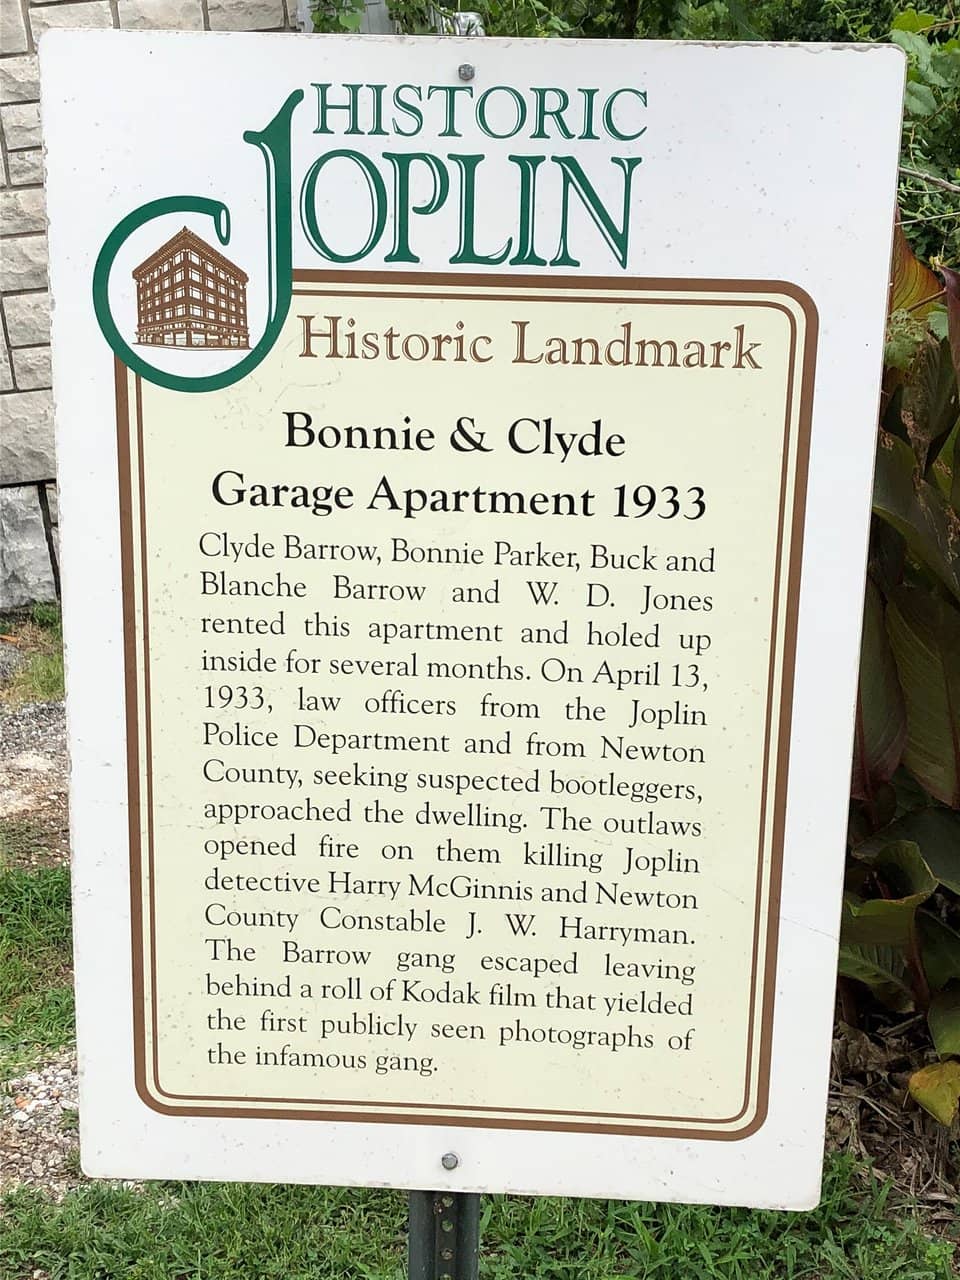 HISTORIC
JOPLIN
Historic Landmark
Bonnie & Clyde
Garage Apartment 1933
Clyde Barrow, Bonnie Parker, Buck and
Blanche Barrow and W. D. Jones
rented this apartment and holed up
inside for several months. On April 13,
1933, law officers from the Joplin
Police Department and from Newton
County, seeking suspected bootleggers,
approached the dwelling. The outlaws
opened fire on them killing Joplin
detective Harry McGinnis and Newton
County Constable J. W. Harryman.
The Barrow gang escaped leaving
behind a roll of Kodak film that yielded
the first publicly seen photographs of
the infamous gang.